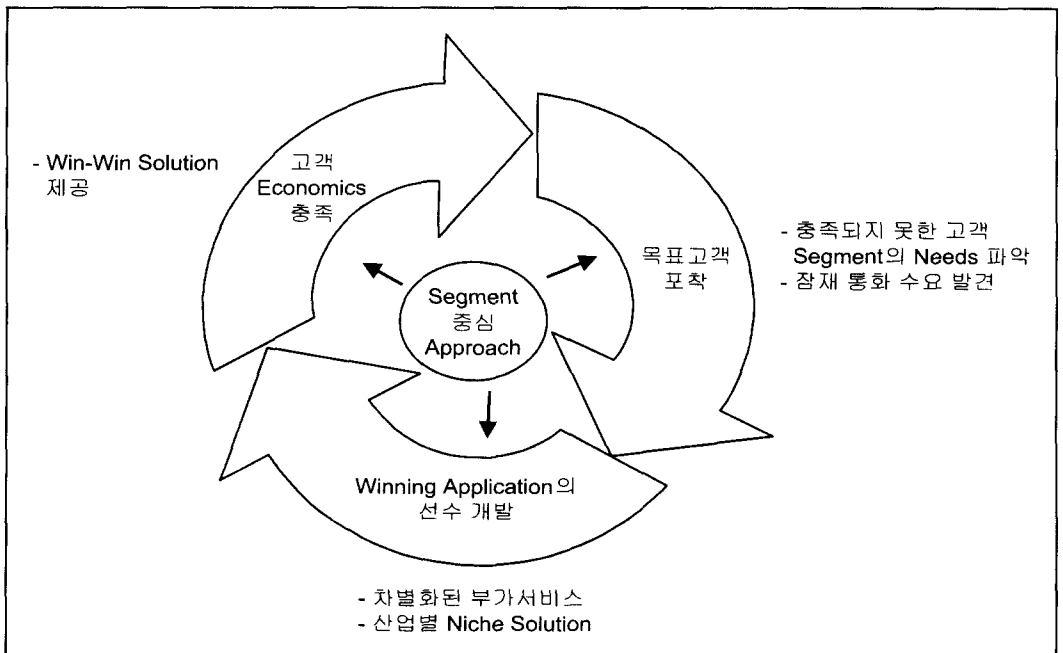 - Win-Win Solution
제공
고객
Economics
충족
목표고객
포착
- 충족되지 못한 고객
Segment의 Needs 파악
- 잠재 통화 수요 발견
Segment
중심
Approach
Winning Application의
선수 개발
- 차별화된 부가서비스
- 산업별 Niche Solution